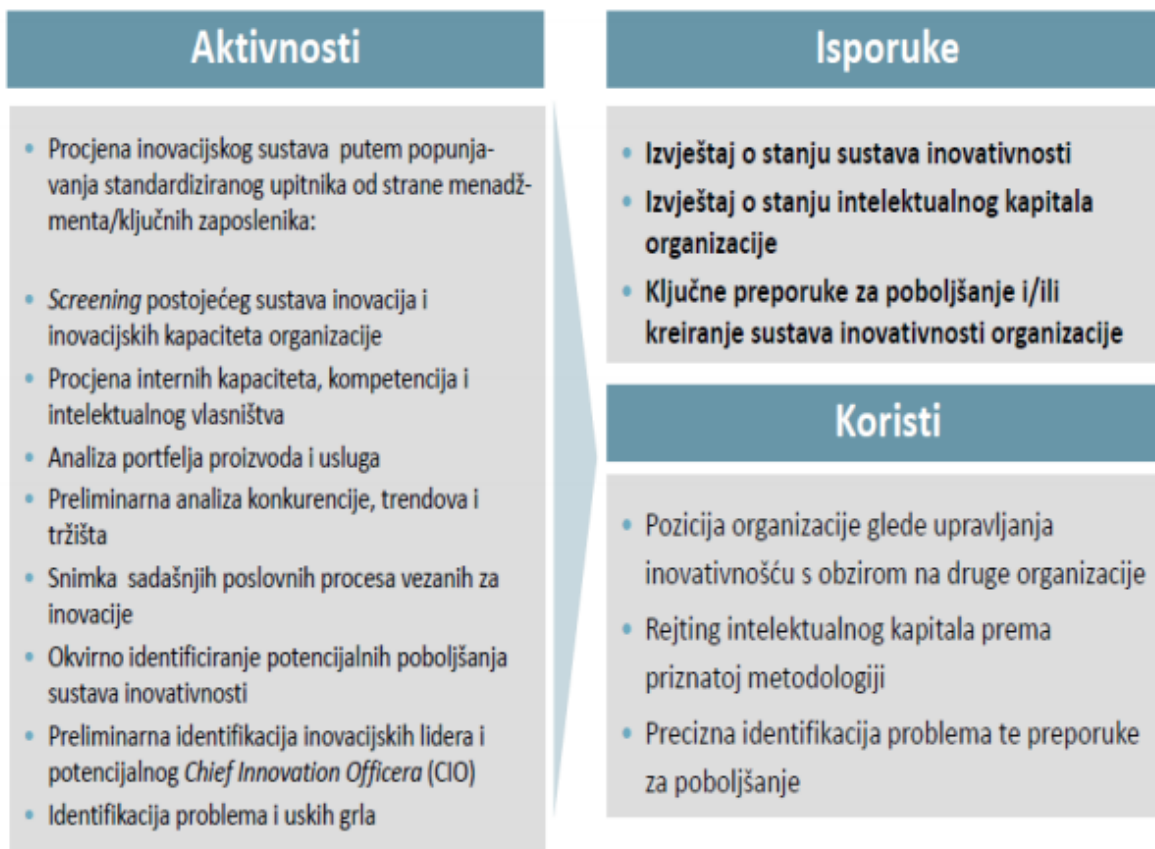 Aktivnosti
• Procjena inovacijskog sustava putem popunja-
vanja standardiziranog upitnika od strane menadž-
menta/ključnih zaposlenika:
• Screening postojećeg sustava inovacija i
inovacijskih kapaciteta organizacije
• Procjena internih kapaciteta, kompetencija i
intelektualnog vlasništva
• Analiza portfelja proizvoda i usluga
• Preliminarna analiza konkurencije, trendova i
tržišta
• Snimka sadašnjih poslovnih procesa vezanih za
inovacije
• Okvirno identificiranje potencijalnih poboljšanja
sustava inovativnosti
• Preliminarna identifikacija inovacijskih lidera i
potencijalnog Chief Innovation Officera (CIO)
• Identifikacija problema i uskih grla
Isporuke
• Izvještaj o stanju sustava inovativnosti
• Izvještaj o stanju intelektualnog kapitala
organizacije
• Ključne preporuke za poboljšanje i/ili
kreiranje sustava inovativnosti organizacije
Koristi
• Pozicija organizacije glede upravljanja
inovativnošću s obzirom na druge organizacije
• Rejting intelektualnog kapitala prema
priznatoj metodologiji
• Precizna identifikacija problema te preporuke
za poboljšanje